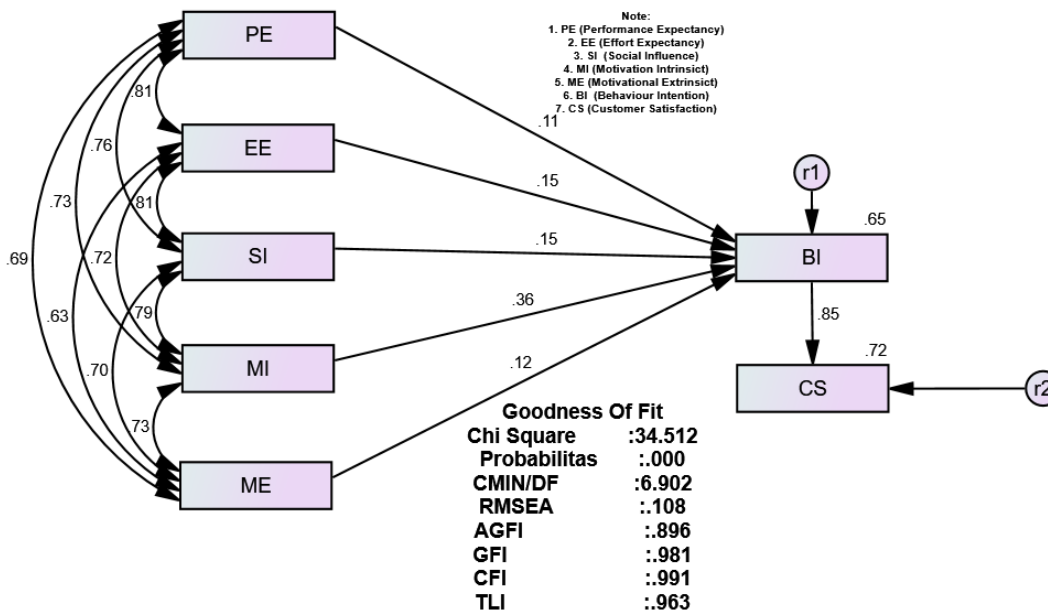 Note:
1. PE (Performance Expectancy)
2. EE (Effort Expectancy)
3. SI (Social Influence)
4. MI (Motivation Intrinsict)
5. ME (Motivational Extrinsict)
6. BI (Behaviour Intention)
7. CS (Customer Satisfaction)
PE
.81
.11
.76
EE
.15
r1
.73
.81
.65
.15
SI
BI
.69
.72
.79
.36
.63
.85
.70
MI
.12
.72
CS
r2
.73
ME
Goodness Of Fit
Chi Square :34.512
Probabilitas :.000
CMIN/DF :6.902
RMSEA :.108
AGFI :.896
GFI :.981
CFI :.991
TLI :.963